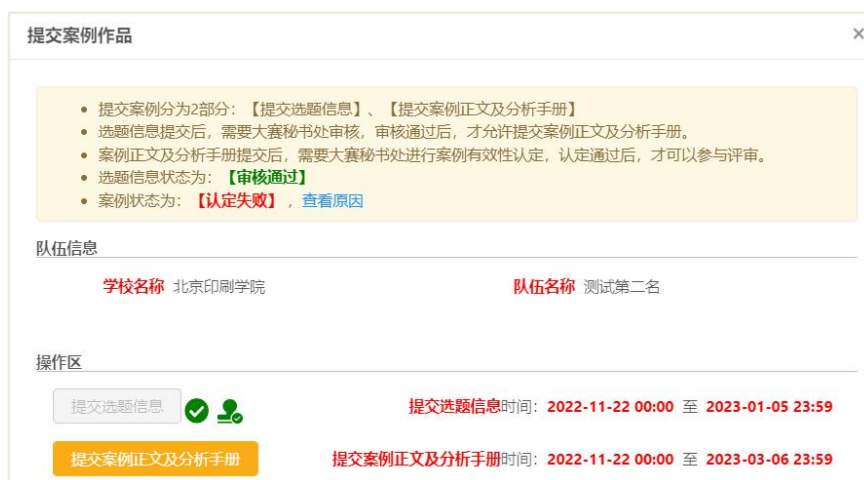 提交案例作品
×
提交案例分为2部分：【提交选题信息】、【提交案例正文及分析手册】
选题信息提交后，需要大赛秘书处审核，审核通过后，才允许提交案例正文及分析手册。
案例正文及分析手册提交后，需要大赛秘书处进行案例有效性认定，认定通过后，才可以参与评审。
选题信息状态为：【审核通过】
案例状态为：【认定失败】 ，查看原因
队伍信息
学校名称 北京印刷学院 队伍名称 测试第二名
操作区
提交选题信息 提交选题信息时间：2022-11-22 00:00 至 2023-01-05 23:59
提交案例正文及分析手册 提交案例正文及分析手册时间：2022-11-22 00:00 至 2023-03-06 23:59